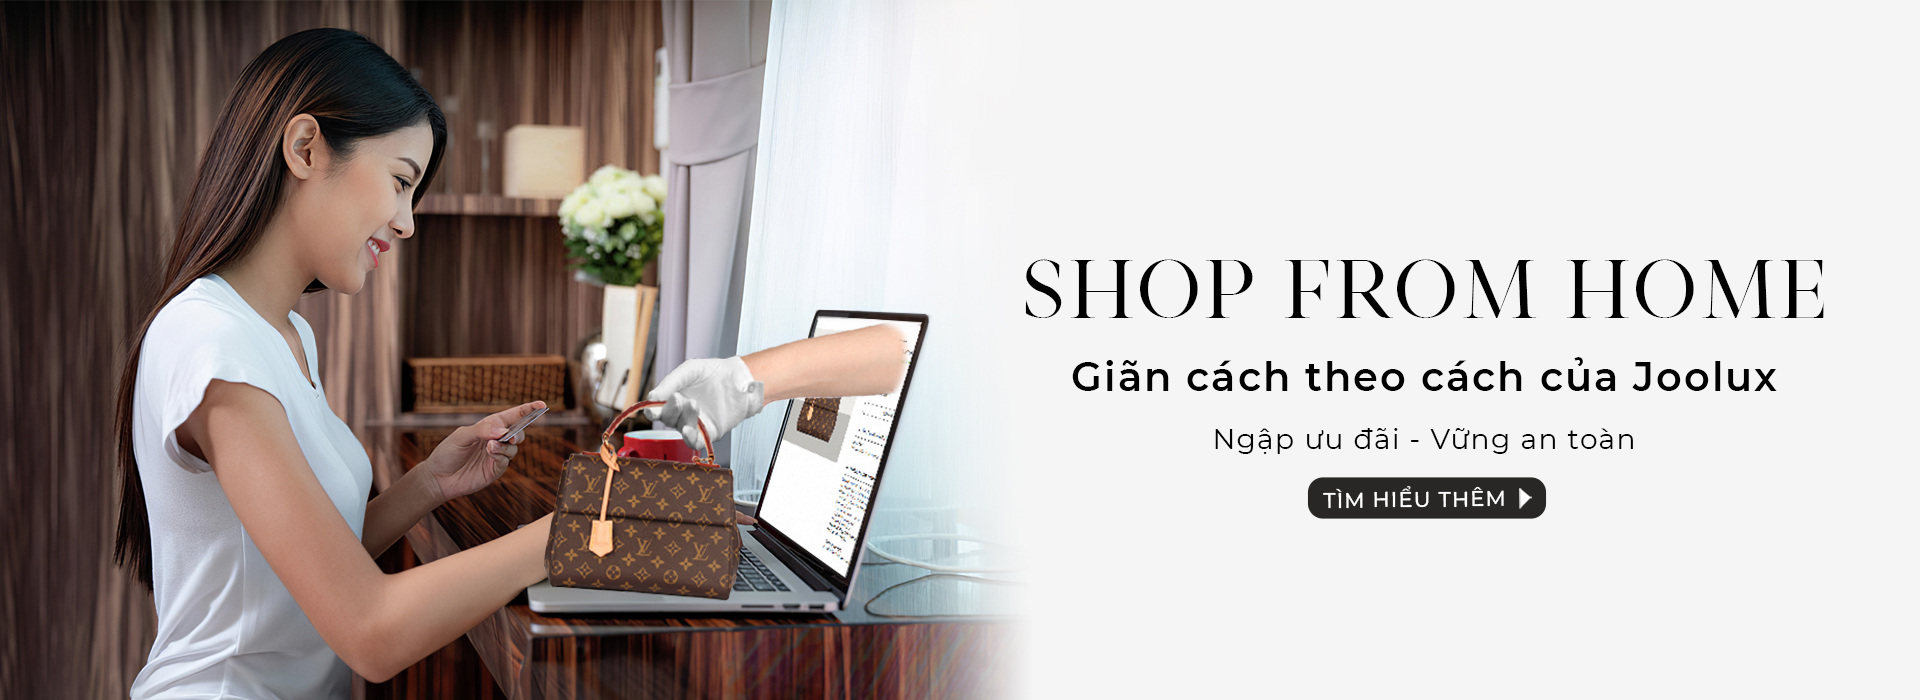 SHOP FROM HOME
Giãn cách theo cách của Joolux
Ngập ưu đãi - Vững an toàn
TÌM HIỂU THÊM